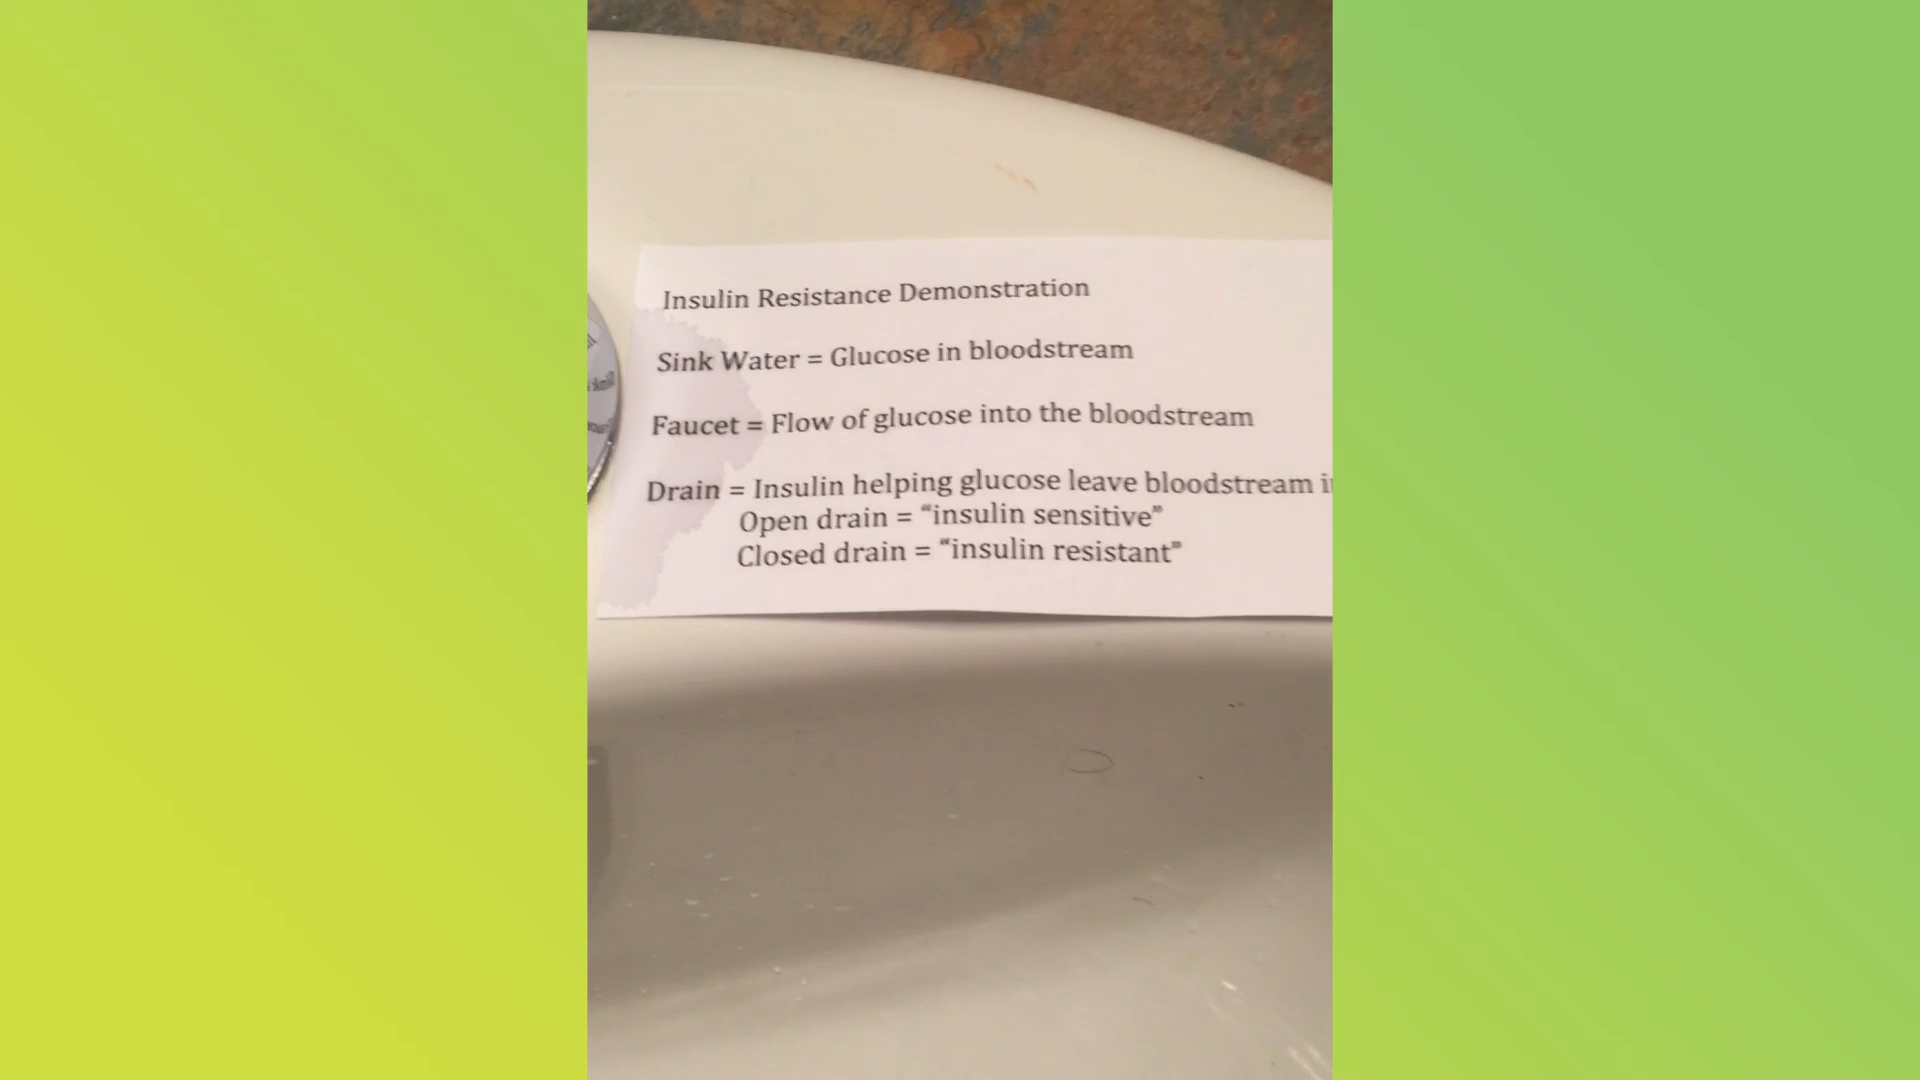 Insulin Resistance Demonstration
Sink Water = Glucose in bloodstream
Faucet = Flow of glucose into the bloodstream
Drain = Insulin helping glucose leave bloodstream
Open drain = “insulin sensitive”
Closed drain = “insulin resistant”